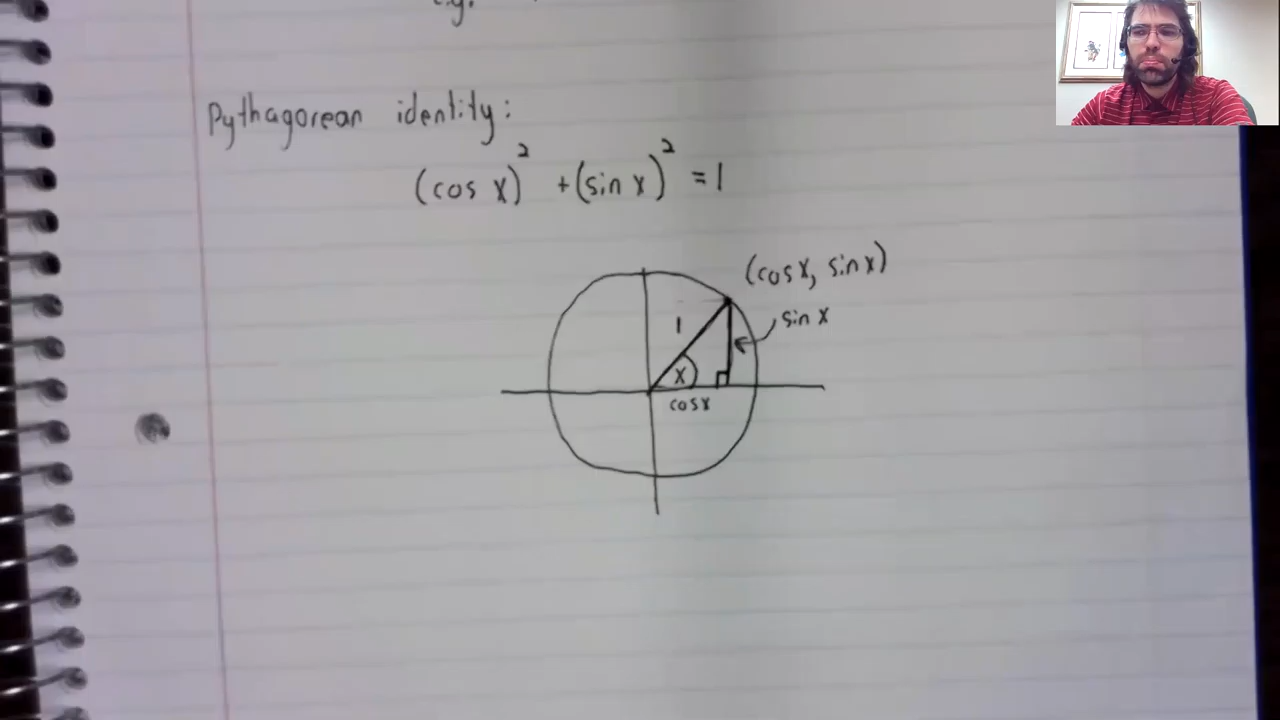 e.g.
Pythagorean identity:
(cos x)² + (sin x)² = 1
(cos x, sin x)
sin x
1
x
cos x